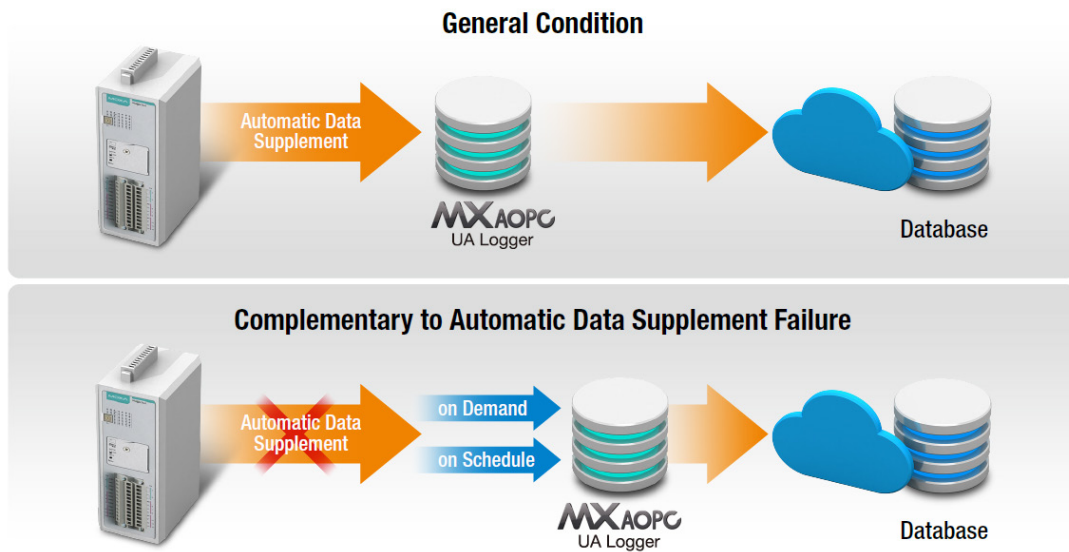 General Condition
Automatic Data
Supplement
MXAOPC
UA Logger
Database
Complementary to Automatic Data Supplement Failure
Automatic Data
Supplement
on Demand
on Schedule
MXAOPC
UA Logger
Database